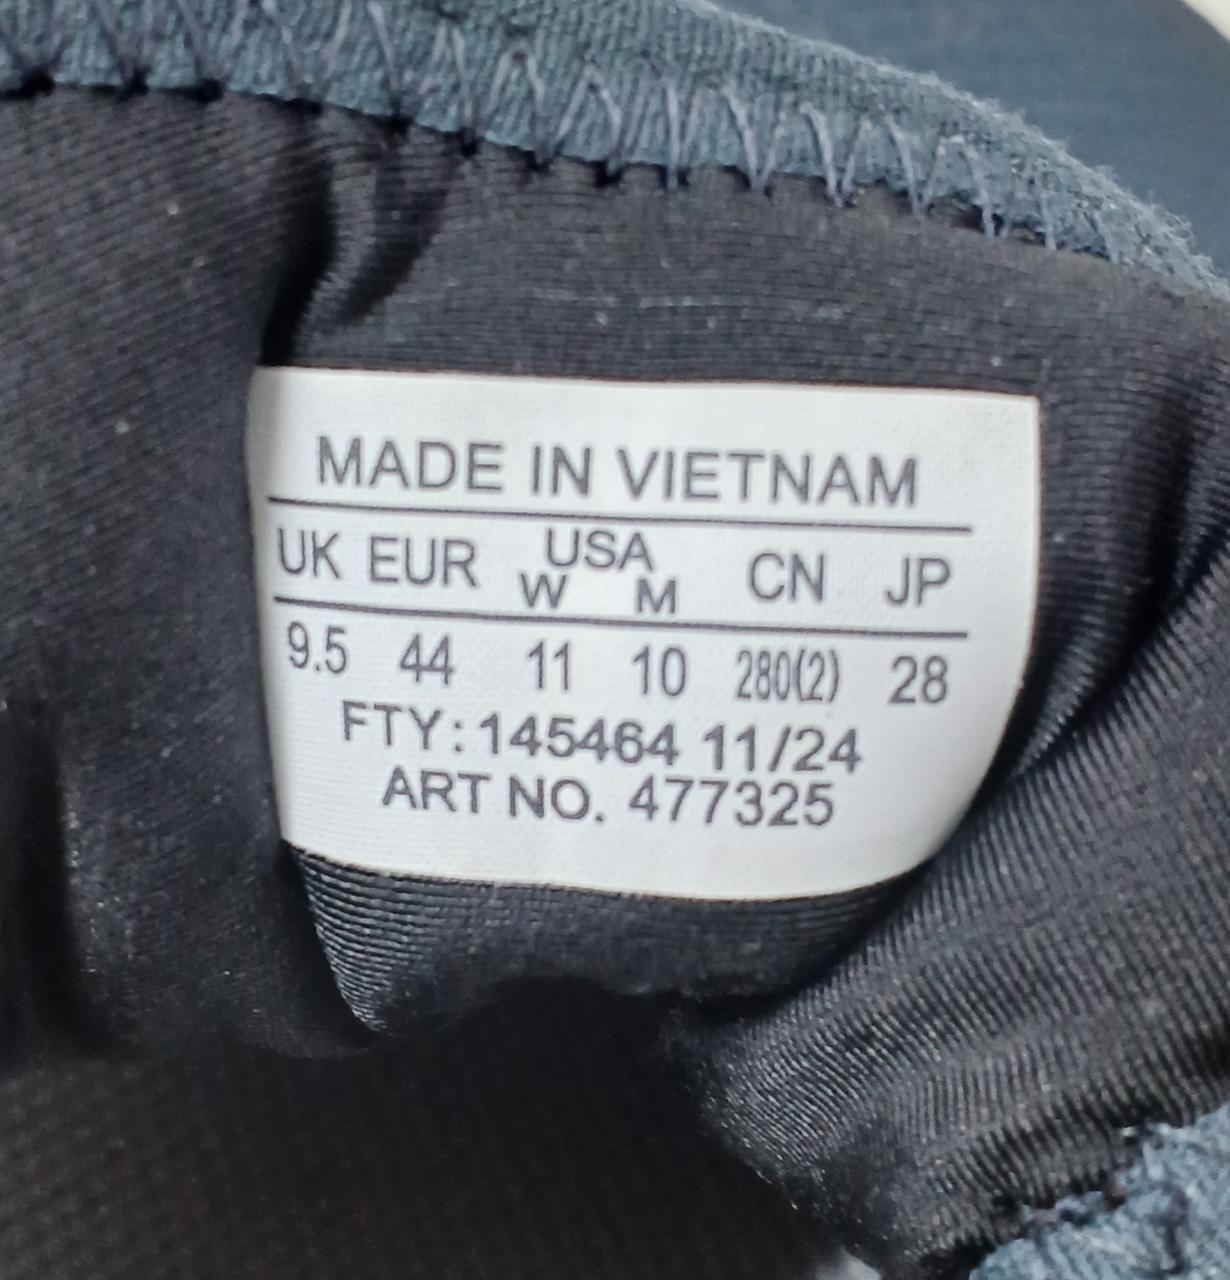 MADE IN VIETNAM
UK EUR USA CN JP
W M
9.5 44 11 10 280(2) 28
FTY: 145464 11/24
ART NO. 477325